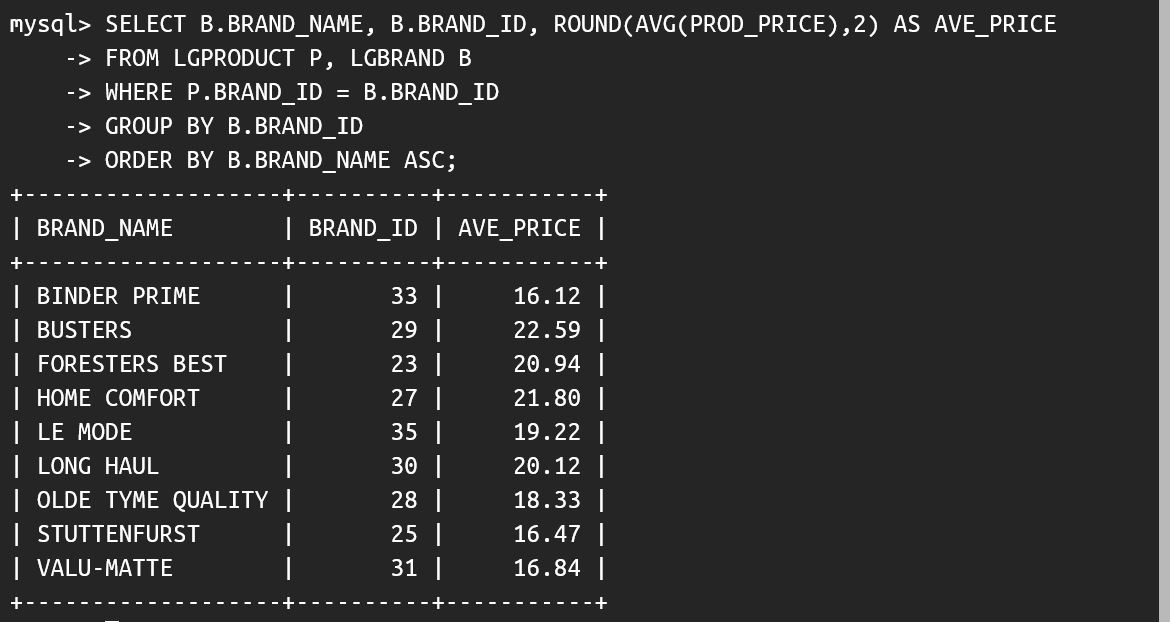 mysql> SELECT B.BRAND_NAME, B.BRAND_ID, ROUND(AVG(PROD_PRICE),2) AS AVE_PRICE
    -> FROM LGPRODUCT P, LGBRAND B
    -> WHERE P.BRAND_ID = B.BRAND_ID
    -> GROUP BY B.BRAND_ID
    -> ORDER BY B.BRAND_NAME ASC;
+-------------------+----------+-----------+
| BRAND_NAME        | BRAND_ID | AVE_PRICE |
+-------------------+----------+-----------+
| BINDER PRIME      |       33 |     16.12 |
| BUSTERS           |       29 |     22.59 |
| FORESTERS BEST    |       23 |     20.94 |
| HOME COMFORT      |       27 |     21.80 |
| LE MODE           |       35 |     19.22 |
| LONG HAUL         |       30 |     20.12 |
| OLDE TYME QUALITY |       28 |     18.33 |
| STUTTENFURST      |       25 |     16.47 |
| VALU-MATTE        |       31 |     16.84 |
+-------------------+----------+-----------+